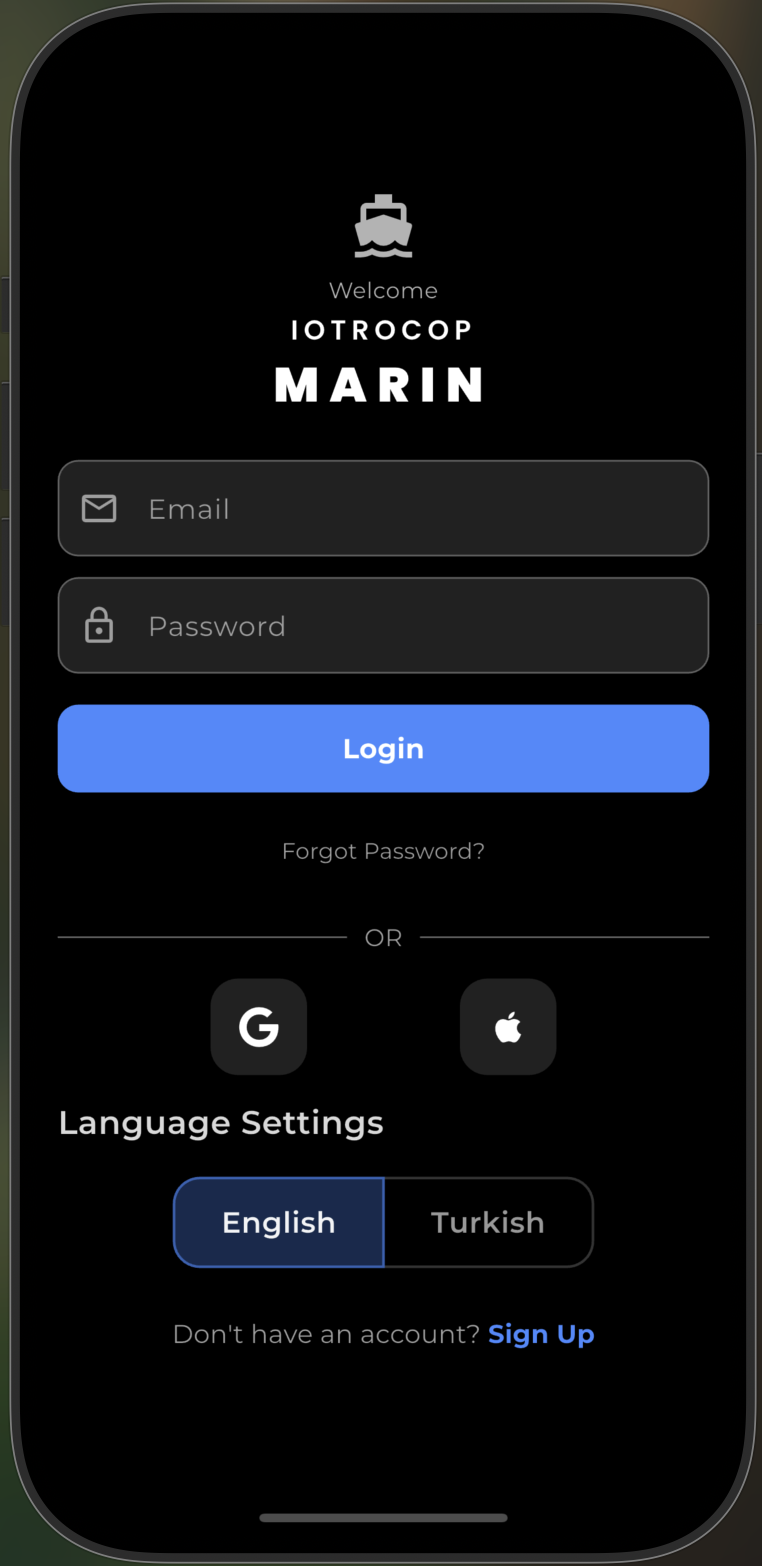 Welcome
IOTROCOP
MARIN
Email
Password
Login
Forgot Password?
OR
Language Settings
English Turkish
Don't have an account? Sign Up